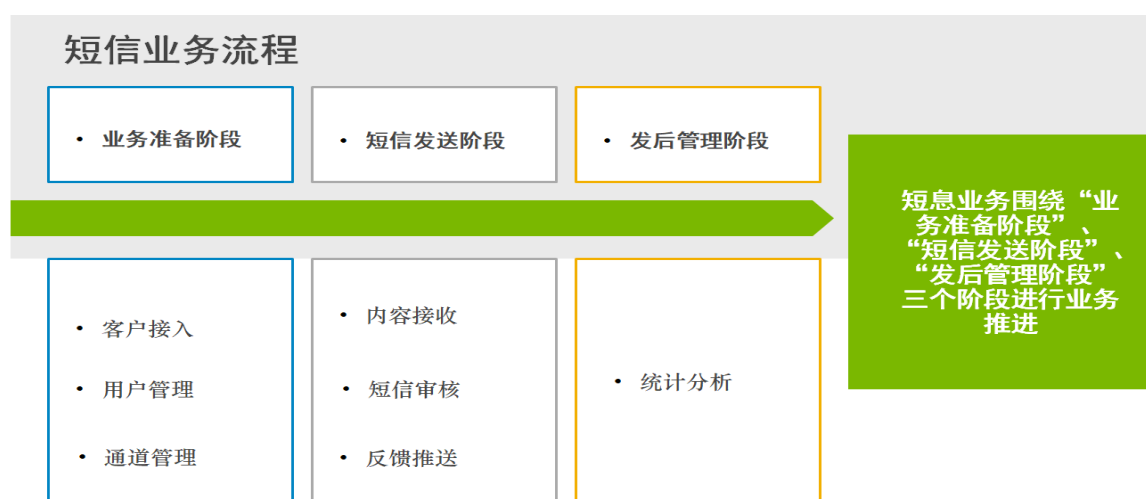 短信业务流程
• 业务准备阶段
• 短信发送阶段
• 发后管理阶段
短息业务围绕“业
务准备阶段”、
“短信发送阶段”、
“发后管理阶段”
三个阶段进行业务
推进
• 客户接入
• 用户管理
• 通道管理
• 内容接收
• 短信审核
• 反馈推送
• 统计分析